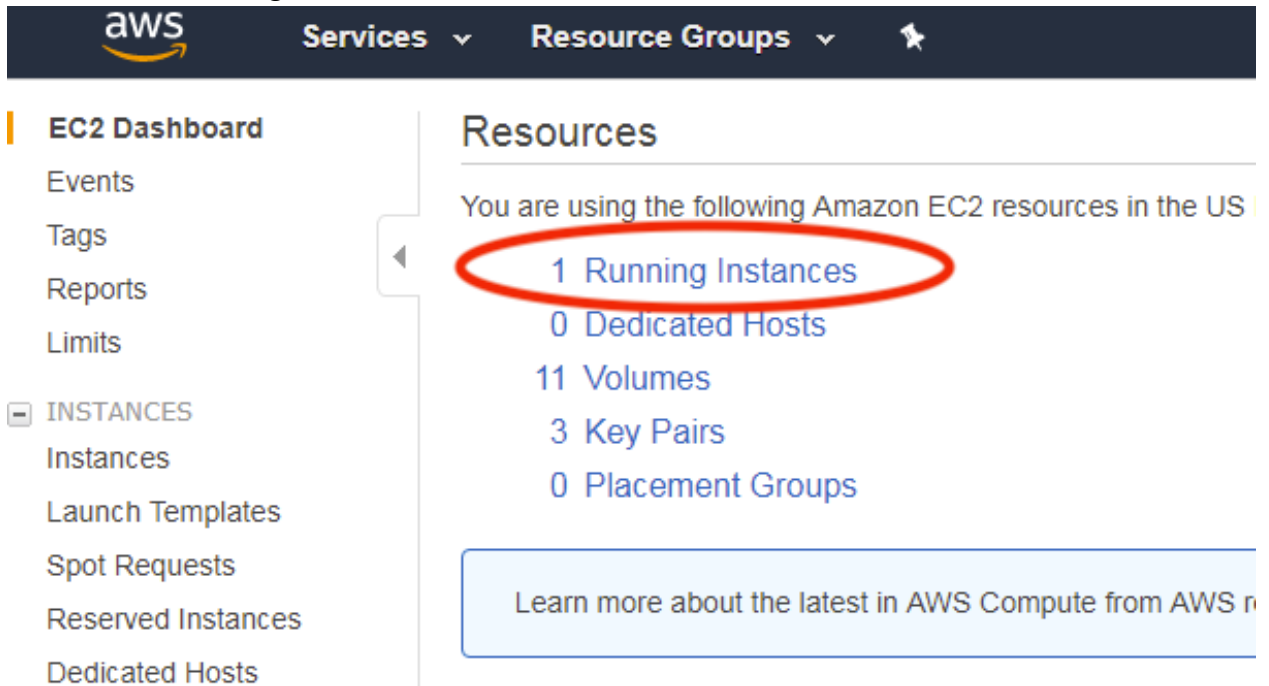 aws Services Resource Groups
EC2 Dashboard
Events
Tags
Reports
Limits
INSTANCES
Instances
Launch Templates
Spot Requests
Reserved Instances
Dedicated Hosts
Resources
You are using the following Amazon EC2 resources in the US
1 Running Instances
0 Dedicated Hosts
11 Volumes
3 Key Pairs
0 Placement Groups
Learn more about the latest in AWS Compute from AWS